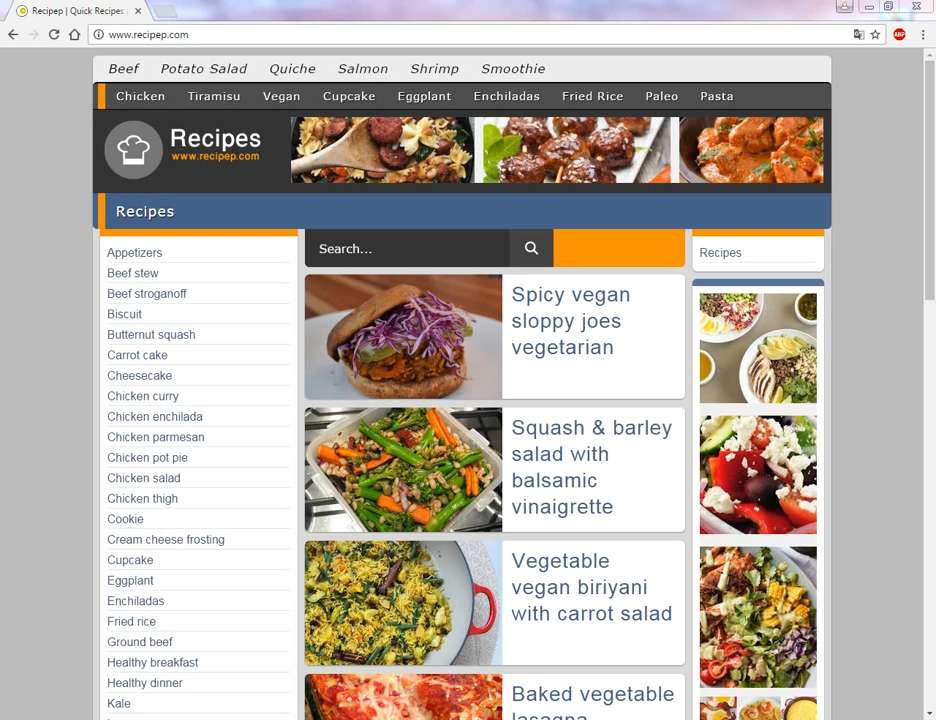 Recipep | Quick Recipes
www.recipep.com
ABP
Beef Potato Salad Quiche Salmon Shrimp Smoothie
Chicken Tiramisu Vegan Cupcake Eggplant Enchiladas Fried Rice Paleo Pasta
Recipes
www.recipep.com
Recipes
Appetizers
Beef stew
Beef stroganoff
Biscuit
Butternut squash
Carrot cake
Cheesecake
Chicken curry
Chicken enchilada
Chicken parmesan
Chicken pot pie
Chicken salad
Chicken thigh
Cookie
Cream cheese frosting
Cupcake
Eggplant
Enchiladas
Fried rice
Ground beef
Healthy breakfast
Healthy dinner
Kale
Search...
Spicy vegan
sloppy joes
vegetarian
Squash & barley
salad with
balsamic
vinaigrette
Vegetable
vegan biriyani
with carrot salad
Baked vegetable
lasagna
Recipes